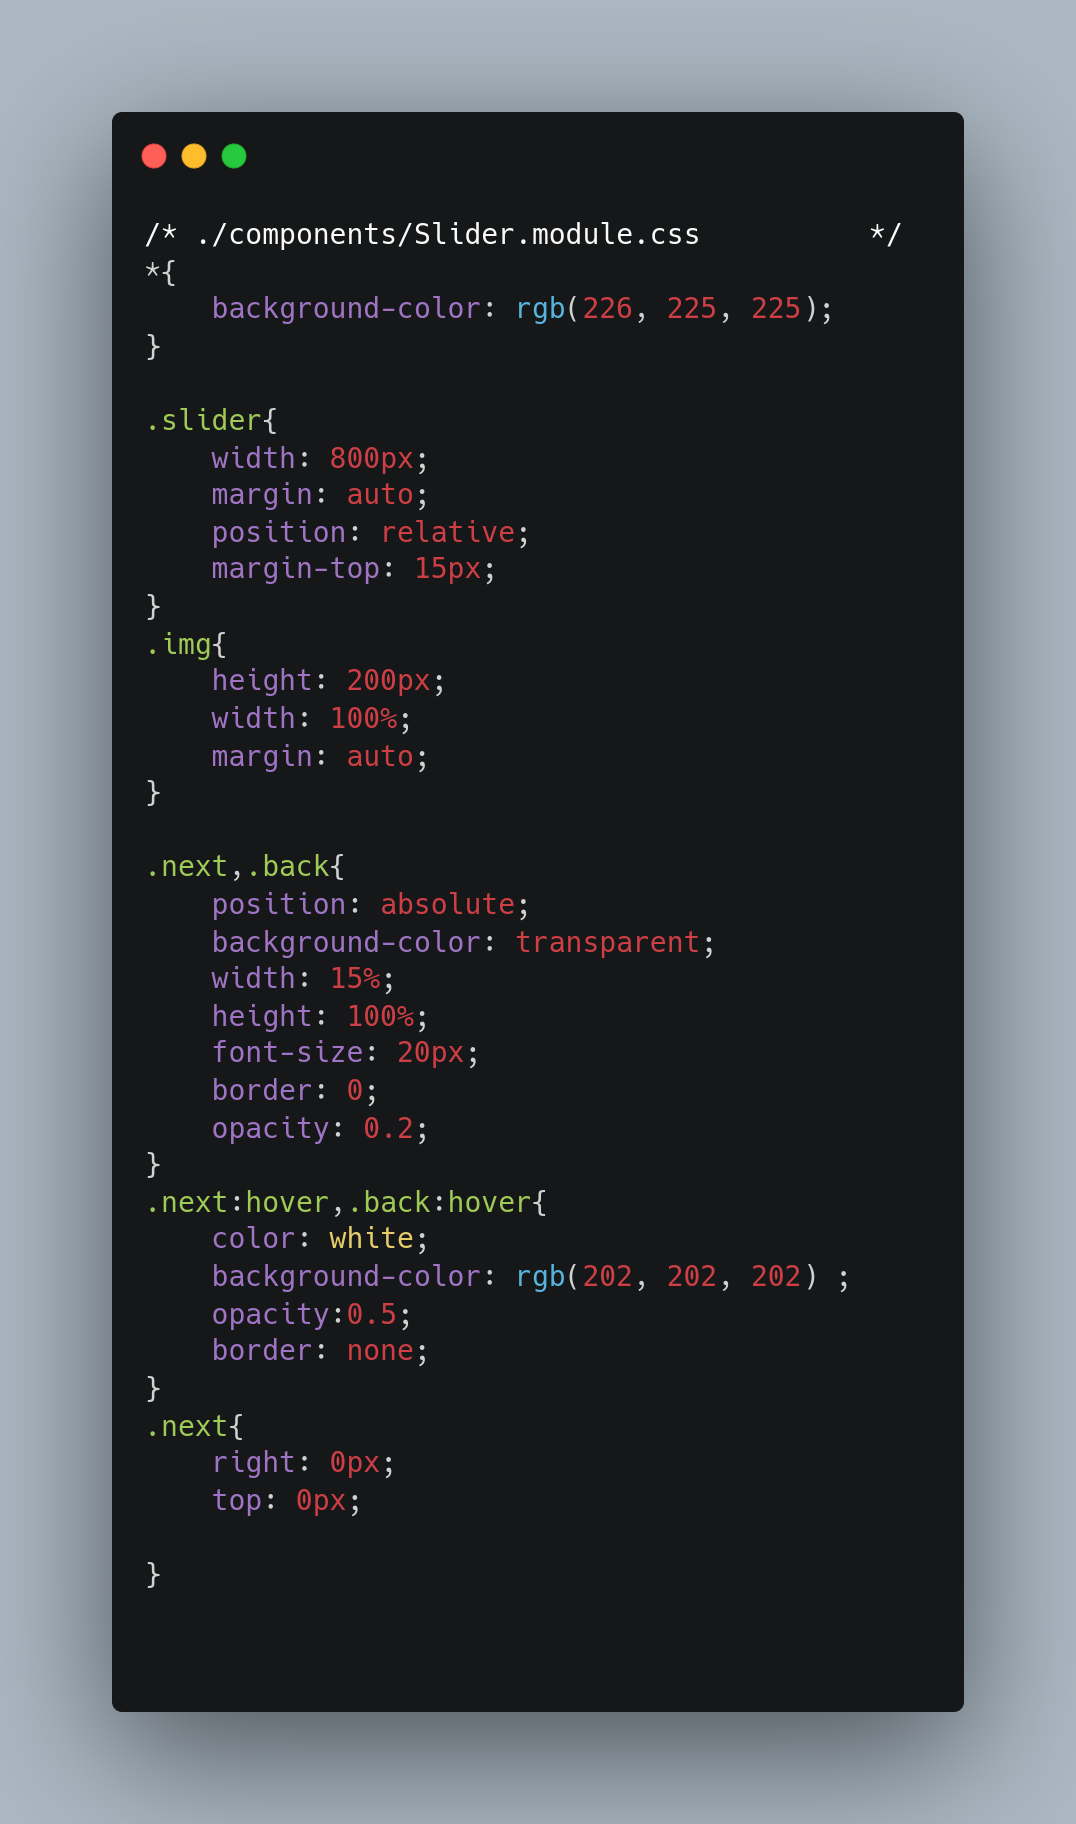 /* ./components/Slider.module.css          */
*{
    background-color: rgb(226, 225, 225);
}

.slider{
    width: 800px;
    margin: auto;
    position: relative;
    margin-top: 15px;
}
.img{
    height: 200px;
    width: 100%;
    margin: auto;
}

.next,.back{
    position: absolute;
    background-color: transparent;
    width: 15%;
    height: 100%;
    font-size: 20px;
    border: 0;
    opacity: 0.2;
}
.next:hover,.back:hover{
    color: white;
    background-color: rgb(202, 202, 202) ;
    opacity:0.5;
    border: none;
}
.next{
    right: 0px;
    top: 0px;

}